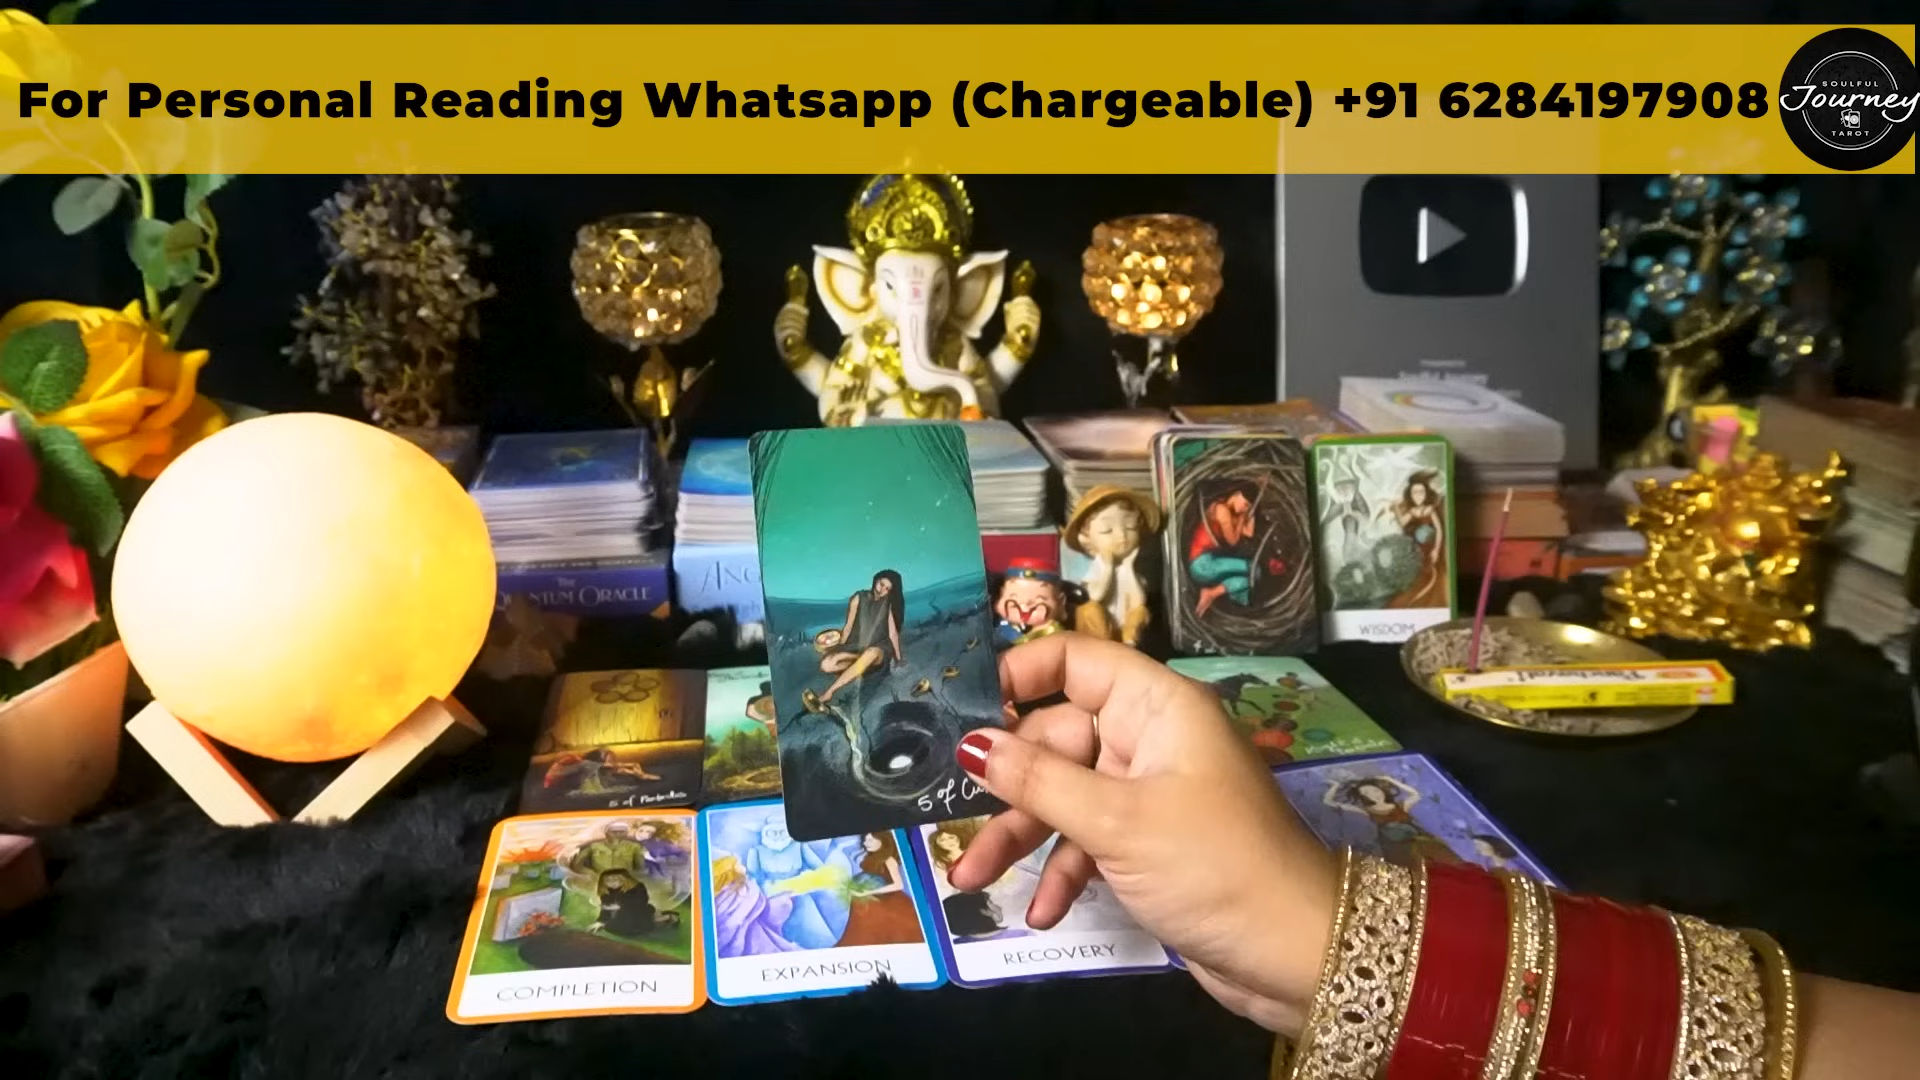 For Personal Reading Whatsapp (Chargeable) +91 6284197908
SOULFUL
Journey
TAROT
The
QUANTUM ORACLE
WISDOM
5 of Pentacles
5 of
COMPLETION
EXPANSION
RECOVERY